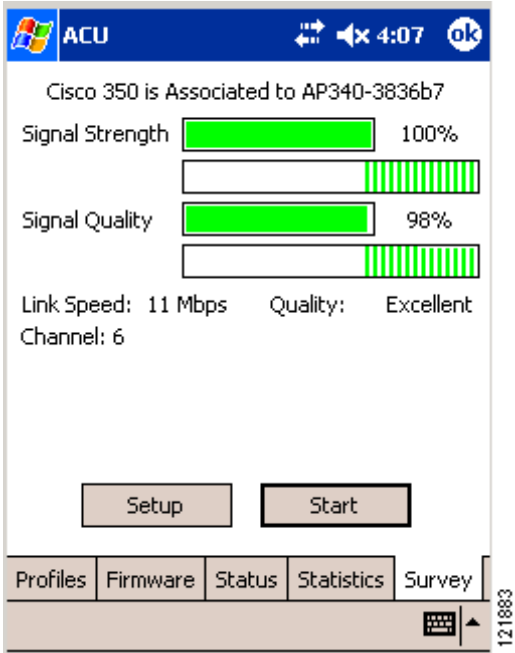 ACU 4:07 ok
Cisco 350 is Associated to AP340-3836b7
Signal Strength 100%
Signal Quality 98%
Link Speed: 11 Mbps Quality: Excellent
Channel: 6
Setup Start
Profiles Firmware Status Statistics Survey
121883